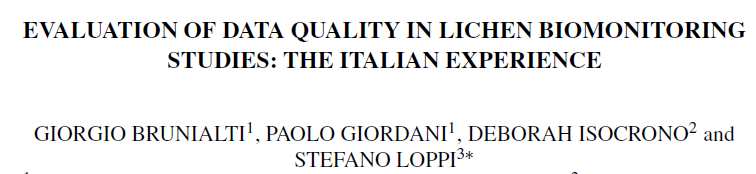 EVALUATION OF DATA QUALITY IN LICHEN BIOMONITORING
STUDIES: THE ITALIAN EXPERIENCE
GIORGIO BRUNIALTI¹, PAOLO GIORDANI¹, DEBORAH ISOCRONO² and
STEFANO LOPPI³*